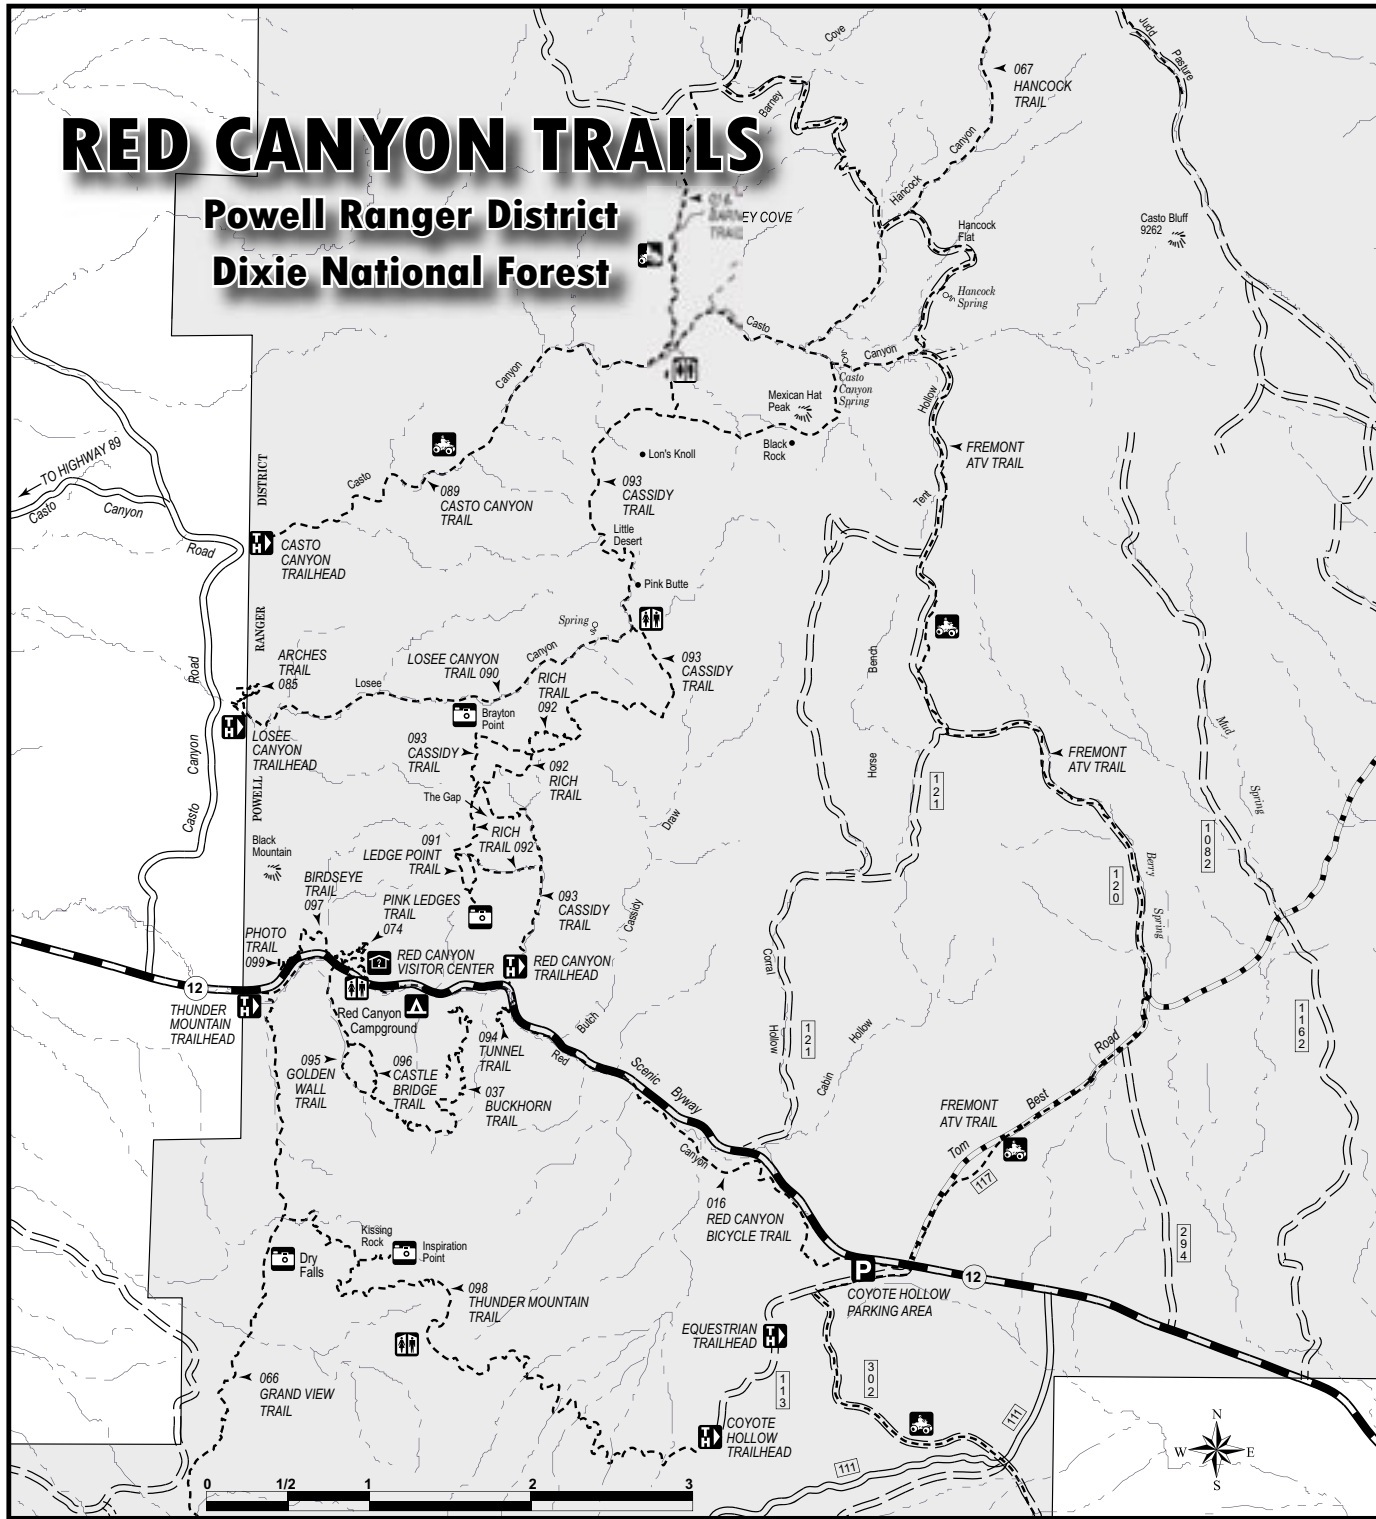 RED CANYON TRAILS
Powell Ranger District
Dixie National Forest
Cove
Judd
Pasture
067
HANCOCK
TRAIL
Barney
Canyon
Hancock
EY COVE
Hancock
Flat
Casto Bluff
9262
Hancock
Spring
Casto
Canyon
Canyon
Casto
Canyon
Spring
Mexican Hat
Peak
Hollow
Black
Rock
FREMONT
ATV TRAIL
Lon's Knoll
TO HIGHWAY 89
Casto
Canyon
Road
DISTRICT
Casto
089
CASTO CANYON
TRAIL
093
CASSIDY
TRAIL
Tent
Little
Desert
T
H
CASTO
CANYON
TRAILHEAD
Pink Butte
RANGER
Spring
Canyon
ARCHES
TRAIL
085
LOSEE CANYON
TRAIL 090
Losee
RICH
TRAIL
092
093
CASSIDY
TRAIL
Bench
Road
Canyon
Casto
T
H
LOSEE
CANYON
TRAILHEAD
Brayton
Point
093
CASSIDY
TRAIL
092
RICH
TRAIL
Horse
121
FREMONT
ATV TRAIL
Mud
Spring
POWELL
The Gap
Draw
RICH
TRAIL 092
Black
Mountain
091
LEDGE POINT
TRAIL
1082
Berry
Spring
120
BIRDSEYE
TRAIL
097
PINK LEDGES
TRAIL
074
093
CASSIDY
TRAIL
Cassidy
PHOTO
TRAIL
099
RED CANYON
VISITOR CENTER
T
H
RED CANYON
TRAILHEAD
Corral
Hollow
121
12
T
H
THUNDER
MOUNTAIN
TRAILHEAD
Red Canyon
Campground
Butch
Red
094
TUNNEL
TRAIL
Hollow
Cabin
1162
095
GOLDEN
WALL
TRAIL
096
CASTLE
BRIDGE
TRAIL
037
BUCKHORN
TRAIL
Scenic
Byway
Canyon
Road
Best
Tom
FREMONT
ATV TRAIL
117
016
RED CANYON
BICYCLE TRAIL
294
Kissing
Rock
Inspiration
Point
Dry
Falls
P
12
COYOTE HOLLOW
PARKING AREA
098
THUNDER MOUNTAIN
TRAIL
EQUESTRIAN
TRAILHEAD
T
H
113
302
066
GRAND VIEW
TRAIL
T
H
COYOTE
HOLLOW
TRAILHEAD
111
111
N
W E
S
0 1/2 1 2 3